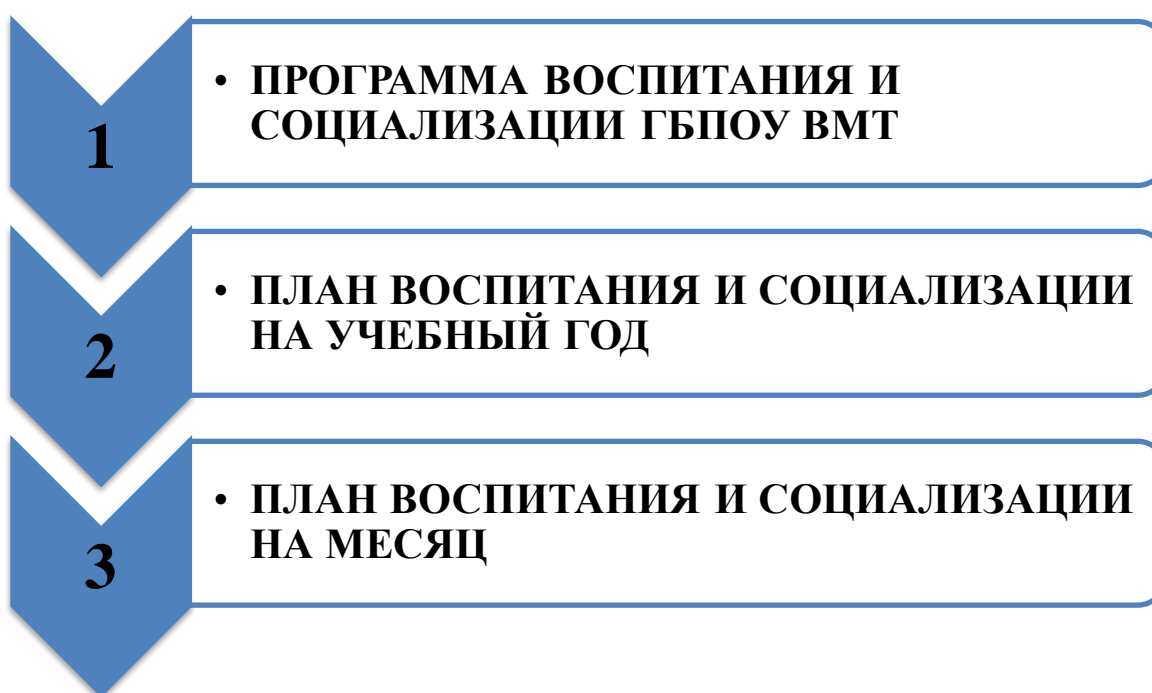 1
• ПРОГРАММА ВОСПИТАНИЯ И
СОЦИАЛИЗАЦИИ ГБПОУ ВМТ
2
• ПЛАН ВОСПИТАНИЯ И СОЦИАЛИЗАЦИИ
НА УЧЕБНЫЙ ГОД
3
• ПЛАН ВОСПИТАНИЯ И СОЦИАЛИЗАЦИИ
НА МЕСЯЦ